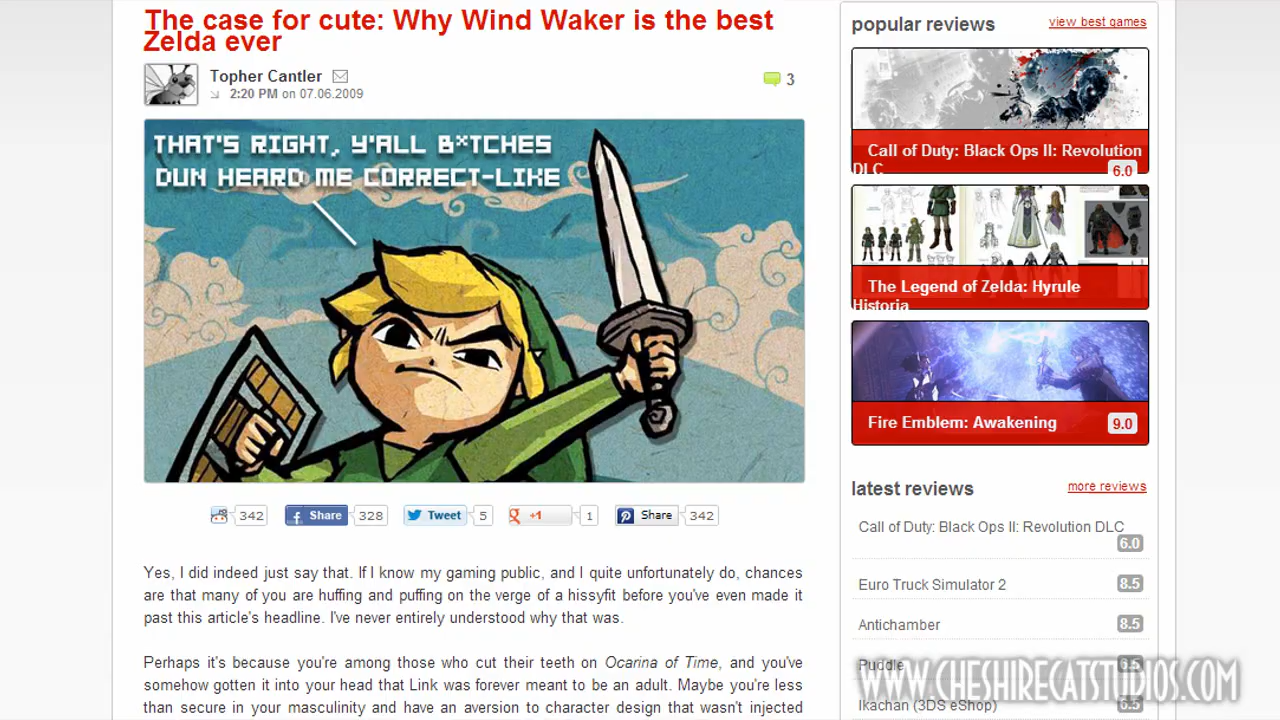 The case for cute: Why Wind Waker is the best
Zelda ever
Topher Cantler
2:20 PM on 07.06.2009
3
THAT'S RIGHT, Y'ALL B*TCHES
DUN HEARD ME CORRECT-LIKE
342
Share 328
Tweet 5
+1 1
Share 342
Yes, I did indeed just say that. If I know my gaming public, and I quite unfortunately do, chances
are that many of you are huffing and puffing on the verge of a hissyfit before you've even made it
past this article's headline. I've never entirely understood why that was.
Perhaps it's because you're among those who cut their teeth on Ocarina of Time, and you've
somehow gotten it into your head that Link was forever meant to be an adult. Maybe you're less
than secure in your masculinity and have an aversion to character design that wasn't injected
popular reviews view best games
Call of Duty: Black Ops II: Revolution
DLC 6.0
The Legend of Zelda: Hyrule
Historia
Fire Emblem: Awakening 9.0
latest reviews more reviews
Call of Duty: Black Ops II: Revolution DLC
6.0
Euro Truck Simulator 2 8.5
Antichamber 8.5
Puddle 6.5
Ikachan (3DS eShop) 6.5
WWW.CHESHIRECATSTUDIOS.COM